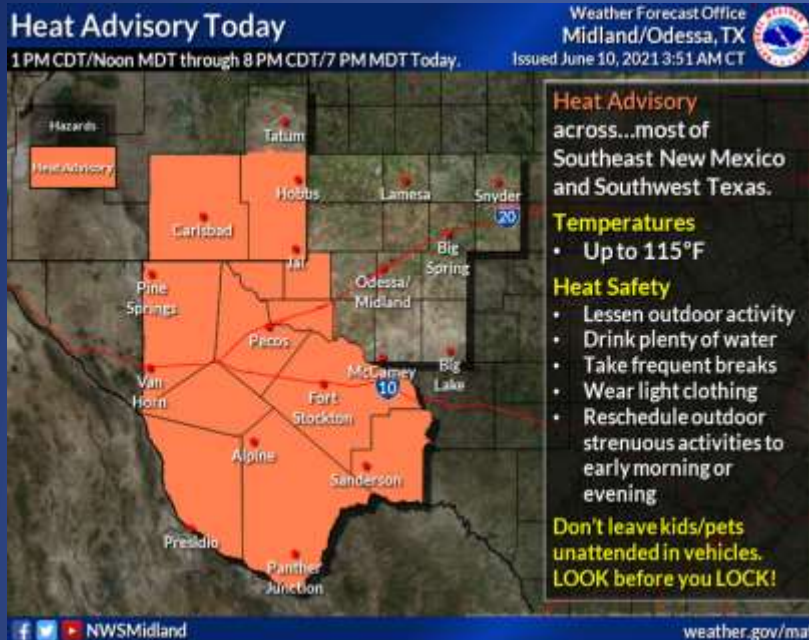 Heat Advisory Today
1 PM CDT/Noon MDT through 8 PM CDT/7 PM MDT Today.
Weather Forecast Office
Midland/Odessa, TX
Issued June 10, 2021 3:51 AM CT
Hazards
Heat Advisory
Tatum
Hobbs
Lamesa
Snyder
20
Carlsbad
Big
Spring
Jal
Pine
Springs
Odessa/
Midland
Pecos
Van
Horn
McCamey
10
Big
Lake
Fort
Stockton
Alpine
Sanderson
Presidio
Panther
Junction
Heat Advisory
across...most of
Southeast New Mexico
and Southwest Texas.
Temperatures
• Up to 115°F
Heat Safety
• Lessen outdoor activity
• Drink plenty of water
• Take frequent breaks
• Wear light clothing
• Reschedule outdoor
strenuous activities to
early morning or
evening
Don't leave kids/pets
unattended in vehicles.
LOOK before you LOCK!
NWSMidland
weather.gov/ma